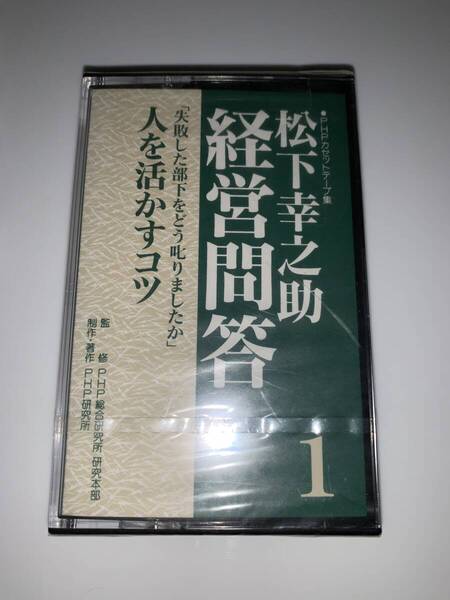 ●PHPカセットテープ集
松下幸之助
経営問答
1
「失敗した部下をどう叱りましたか」
人を活かすコツ
監修 PHP総合研究所 研究本部
制作・著作 PHP研究所